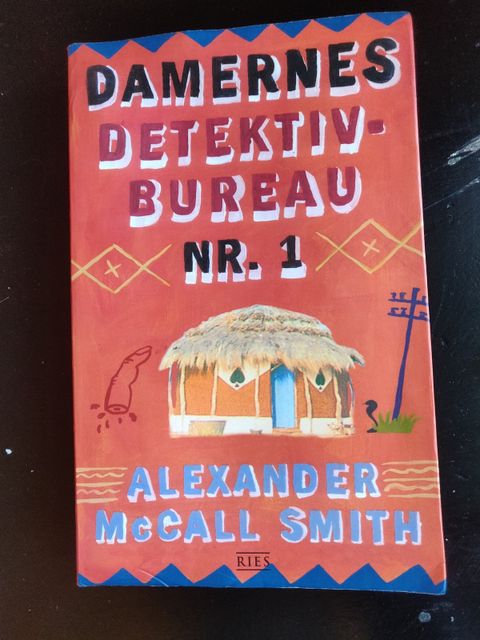 DAMERNES
DETEKTIV-
BUREAU
NR. 1
ALEXANDER
McCALL SMITH
RIES